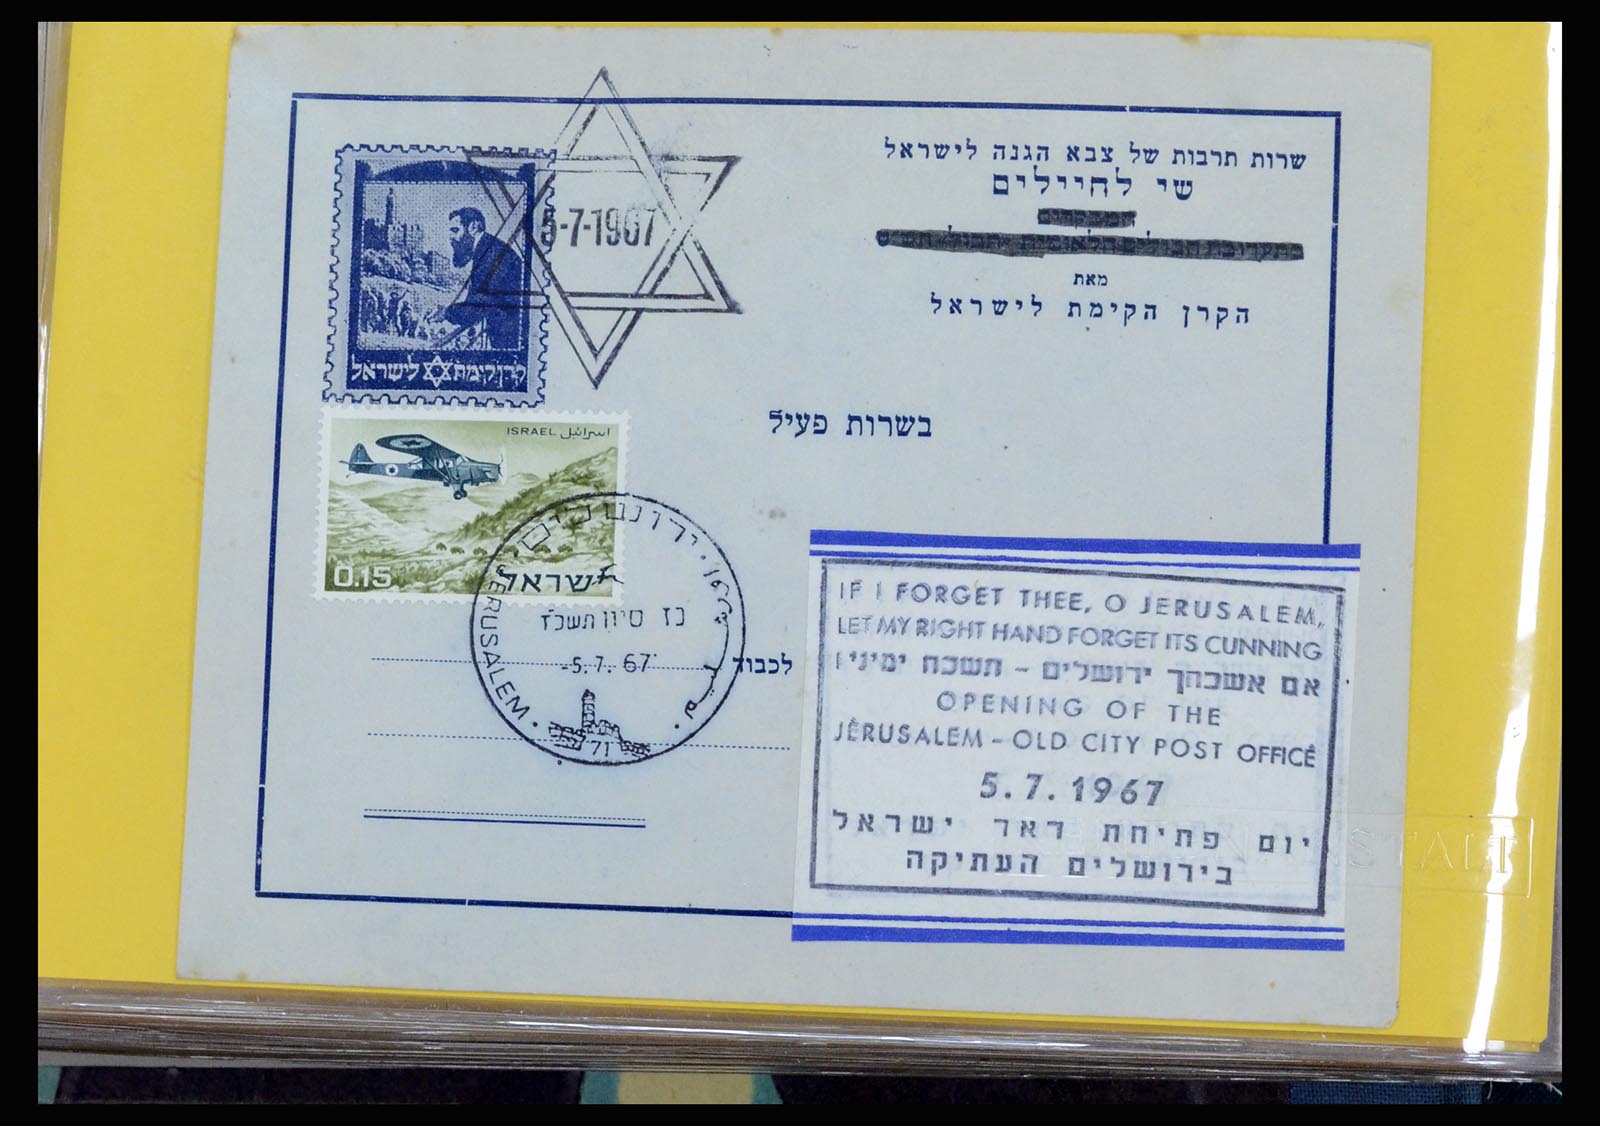 שרות תרבות של צבא הגנה לישראל
שי לחיילים
מאת
הקרן הקימת לישראל
5-7-1967
קרן קימת לישראל
בשרות פעיל
ISRAEL اسرائيل
0.15
ישראל
ירושלים
JERUSALEM
כז סיון תשכ"ז
-5.7.67
71
לכבוד
IF I FORGET THEE, O JERUSALEM,
LET MY RIGHT HAND FORGET ITS CUNNING
אם אשכחך ירושלים - תשכח ימיני!
OPENING OF THE
JERUSALEM - OLD CITY POST OFFICE
5.7.1967
יום פתיחת דאר ישראל
בירושלים העתיקה